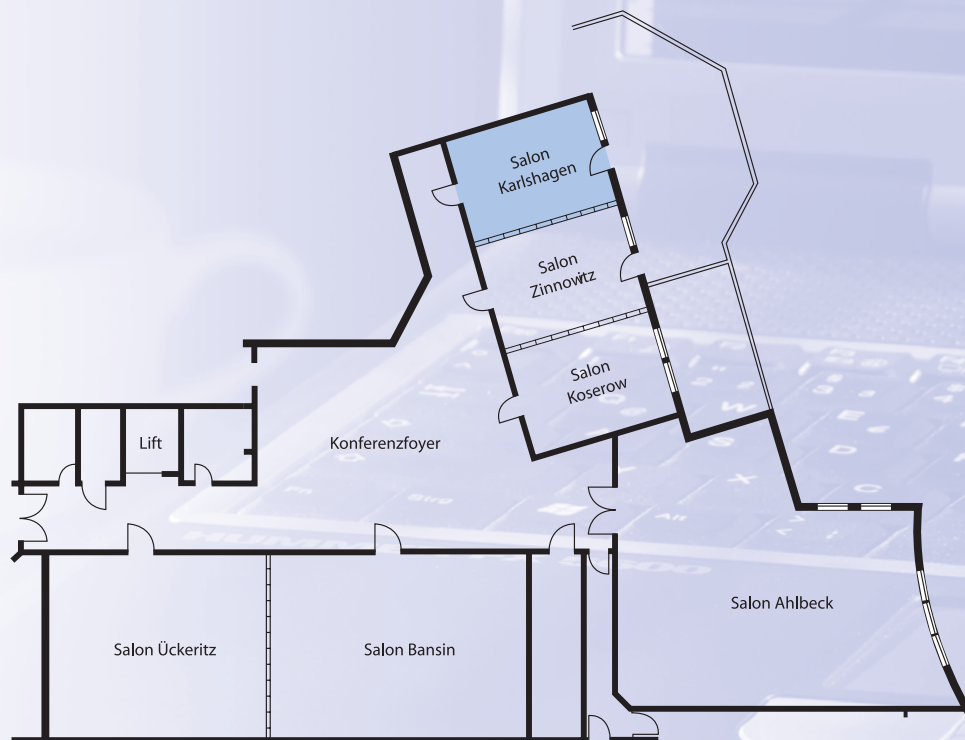 Salon
Karlshagen
Salon
Zinnowitz
Salon
Koserow
Lift
Konferenzfoyer
Salon Ahlbeck
Salon Ückeritz
Salon Bansin